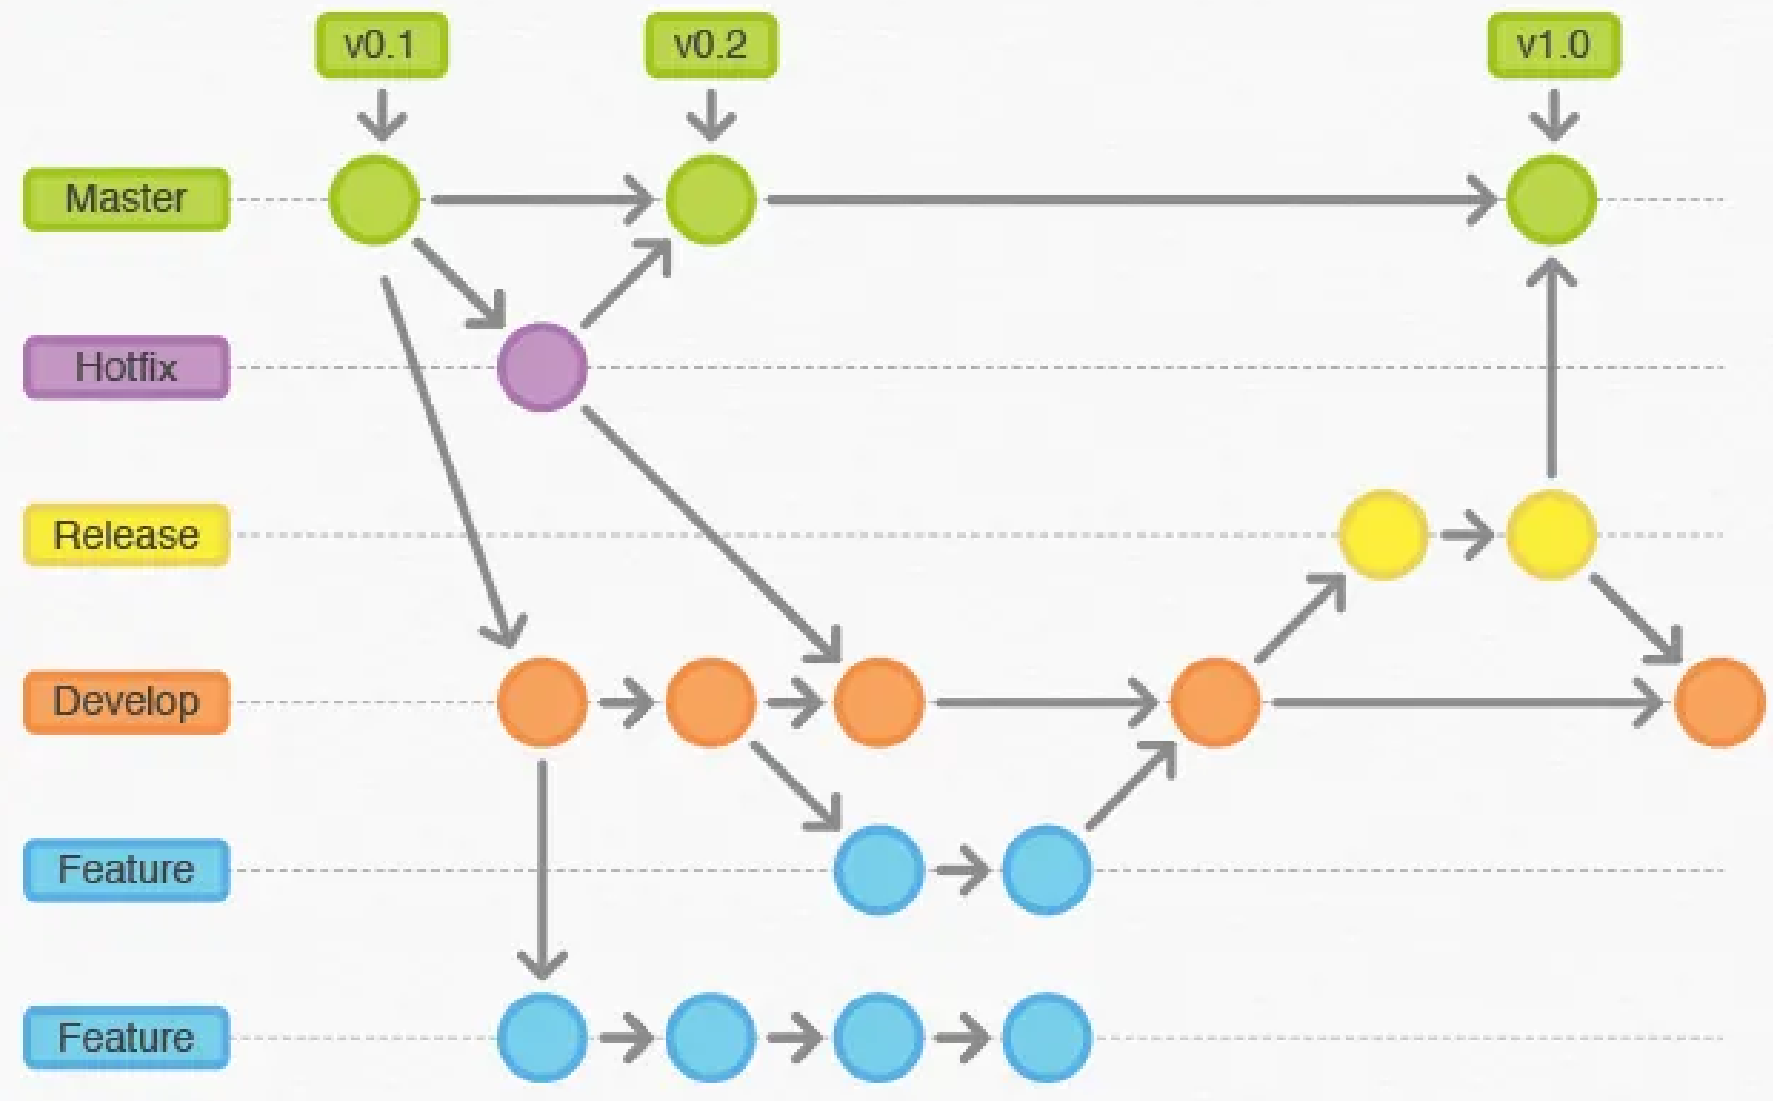 v0.1
v0.2
v1.0
Master
Hotfix
Release
Develop
Feature
Feature